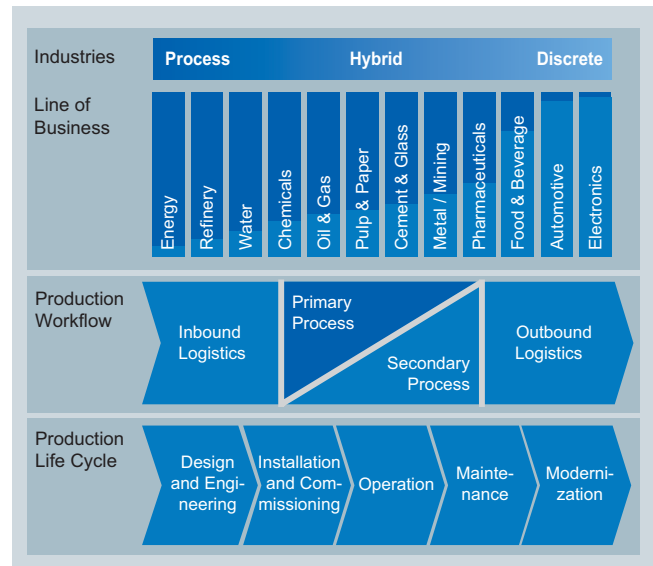 Industries
Process
Hybrid
Discrete
Line of
Business
Energy
Refinery
Water
Chemicals
Oil & Gas
Pulp & Paper
Cement & Glass
Metal / Mining
Pharmaceuticals
Food & Beverage
Automotive
Electronics
Production
Workflow
Inbound
Logistics
Primary
Process
Secondary
Process
Outbound
Logistics
Production
Life Cycle
Design
and Engi-
neering
Installation
and Com-
missioning
Operation
Mainte-
nance
Moderni-
zation